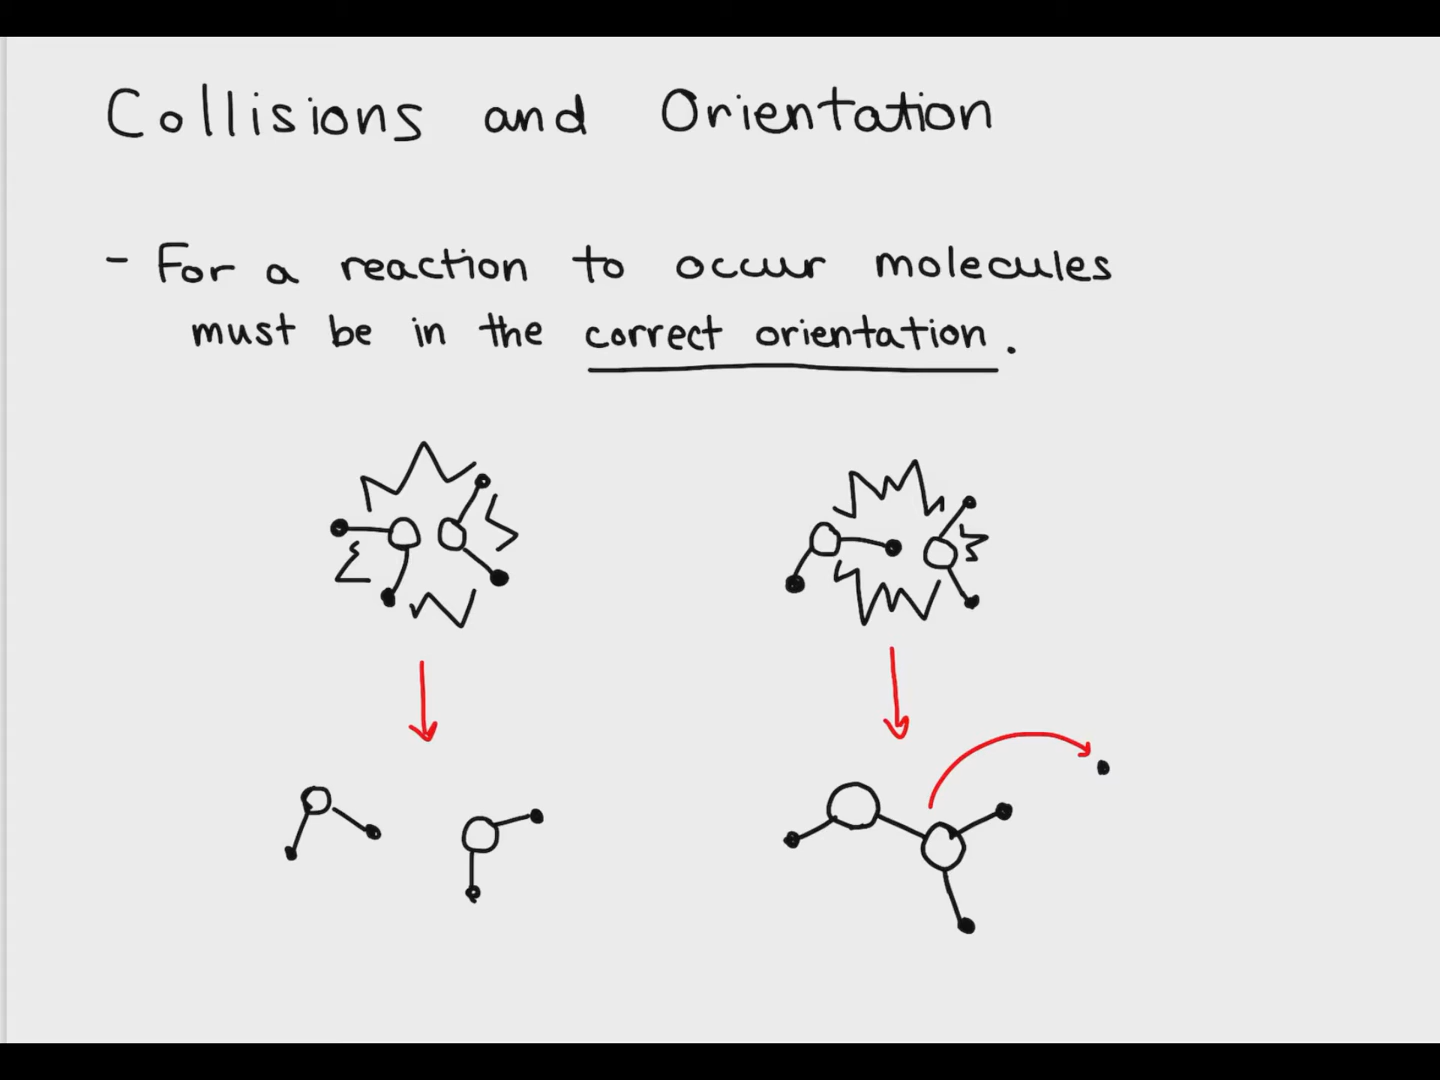 Collisions and Orientation
- For a reaction to occur molecules
must be in the correct orientation.